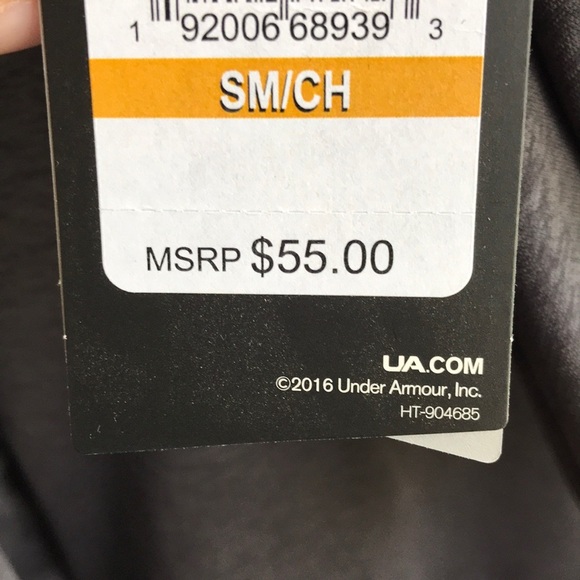 1 92006 68939 3
SM/CH
MSRP $55.00
UA.COM
©2016 Under Armour, Inc.
HT-904685